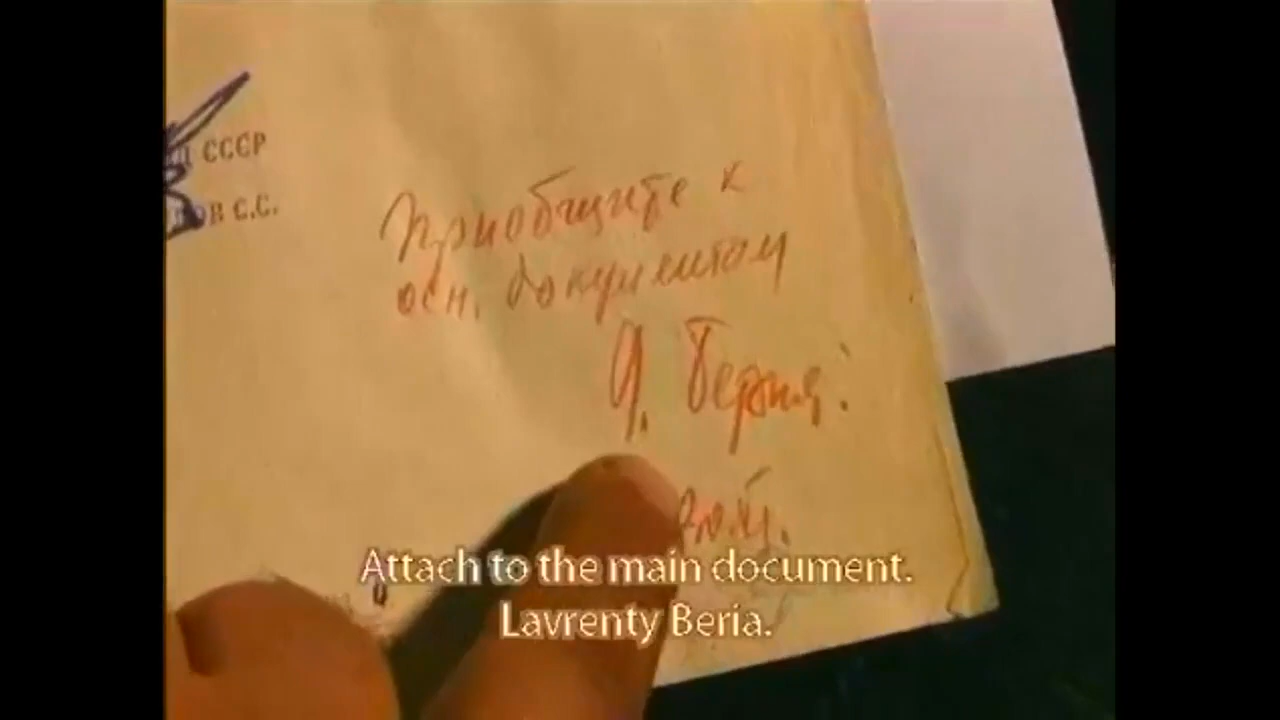 СССР
С.С.
Приобщите к
осн. документам
Л. Берия.
Attach to the main document.
Lavrenty Beria.